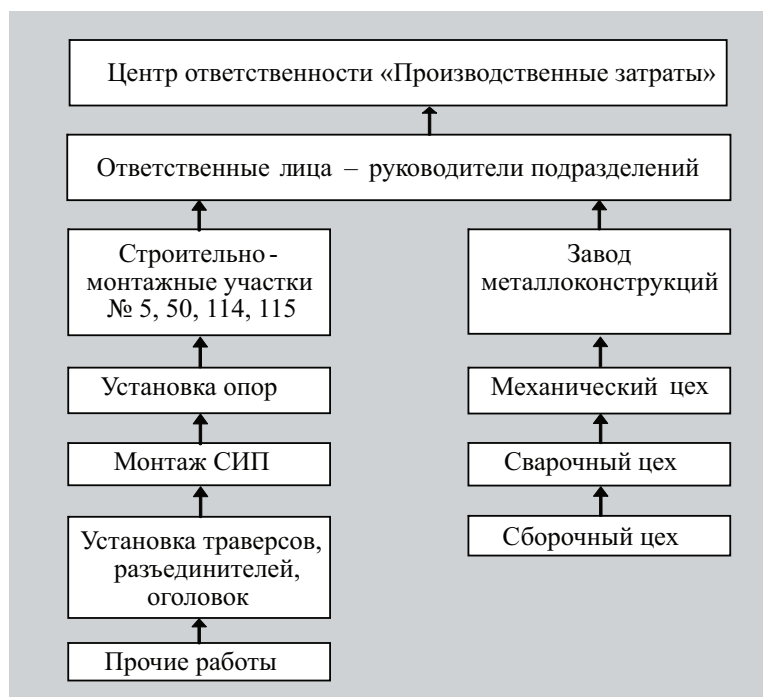 Центр ответственности «Производственные затраты»
Ответственные лица – руководители подразделений
Строительно-
монтажные участки
№ 5, 50, 114, 115
Установка опор
Монтаж СИП
Установка траверсов,
разъединителей,
оголовок
Прочие работы
Завод
металлоконструкций
Механический цех
Сварочный цех
Сборочный цех